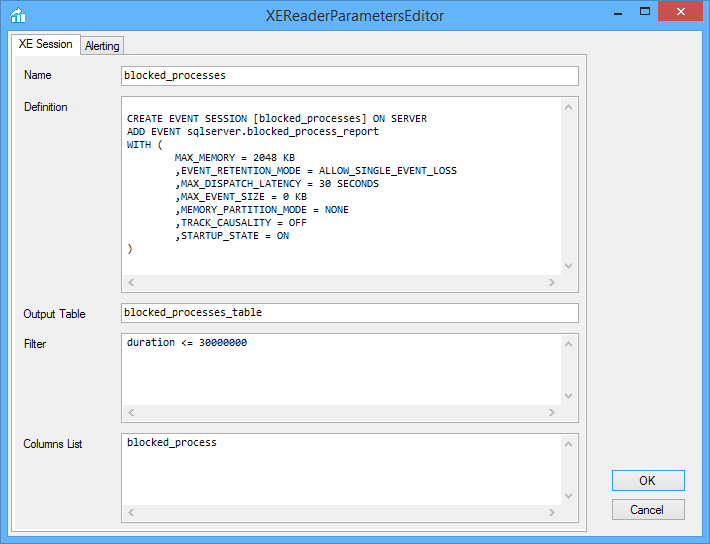 XEReaderParametersEditor
XE Session
Alerting
Name
blocked_processes
Definition
CREATE EVENT SESSION [blocked_processes] ON SERVER
ADD EVENT sqlserver.blocked_process_report
WITH (
MAX_MEMORY = 2048 KB
,EVENT_RETENTION_MODE = ALLOW_SINGLE_EVENT_LOSS
,MAX_DISPATCH_LATENCY = 30 SECONDS
,MAX_EVENT_SIZE = 0 KB
,MEMORY_PARTITION_MODE = NONE
,TRACK_CAUSALITY = OFF
,STARTUP_STATE = ON
)
Output Table
blocked_processes_table
Filter
duration <= 30000000
Columns List
blocked_process
OK
Cancel